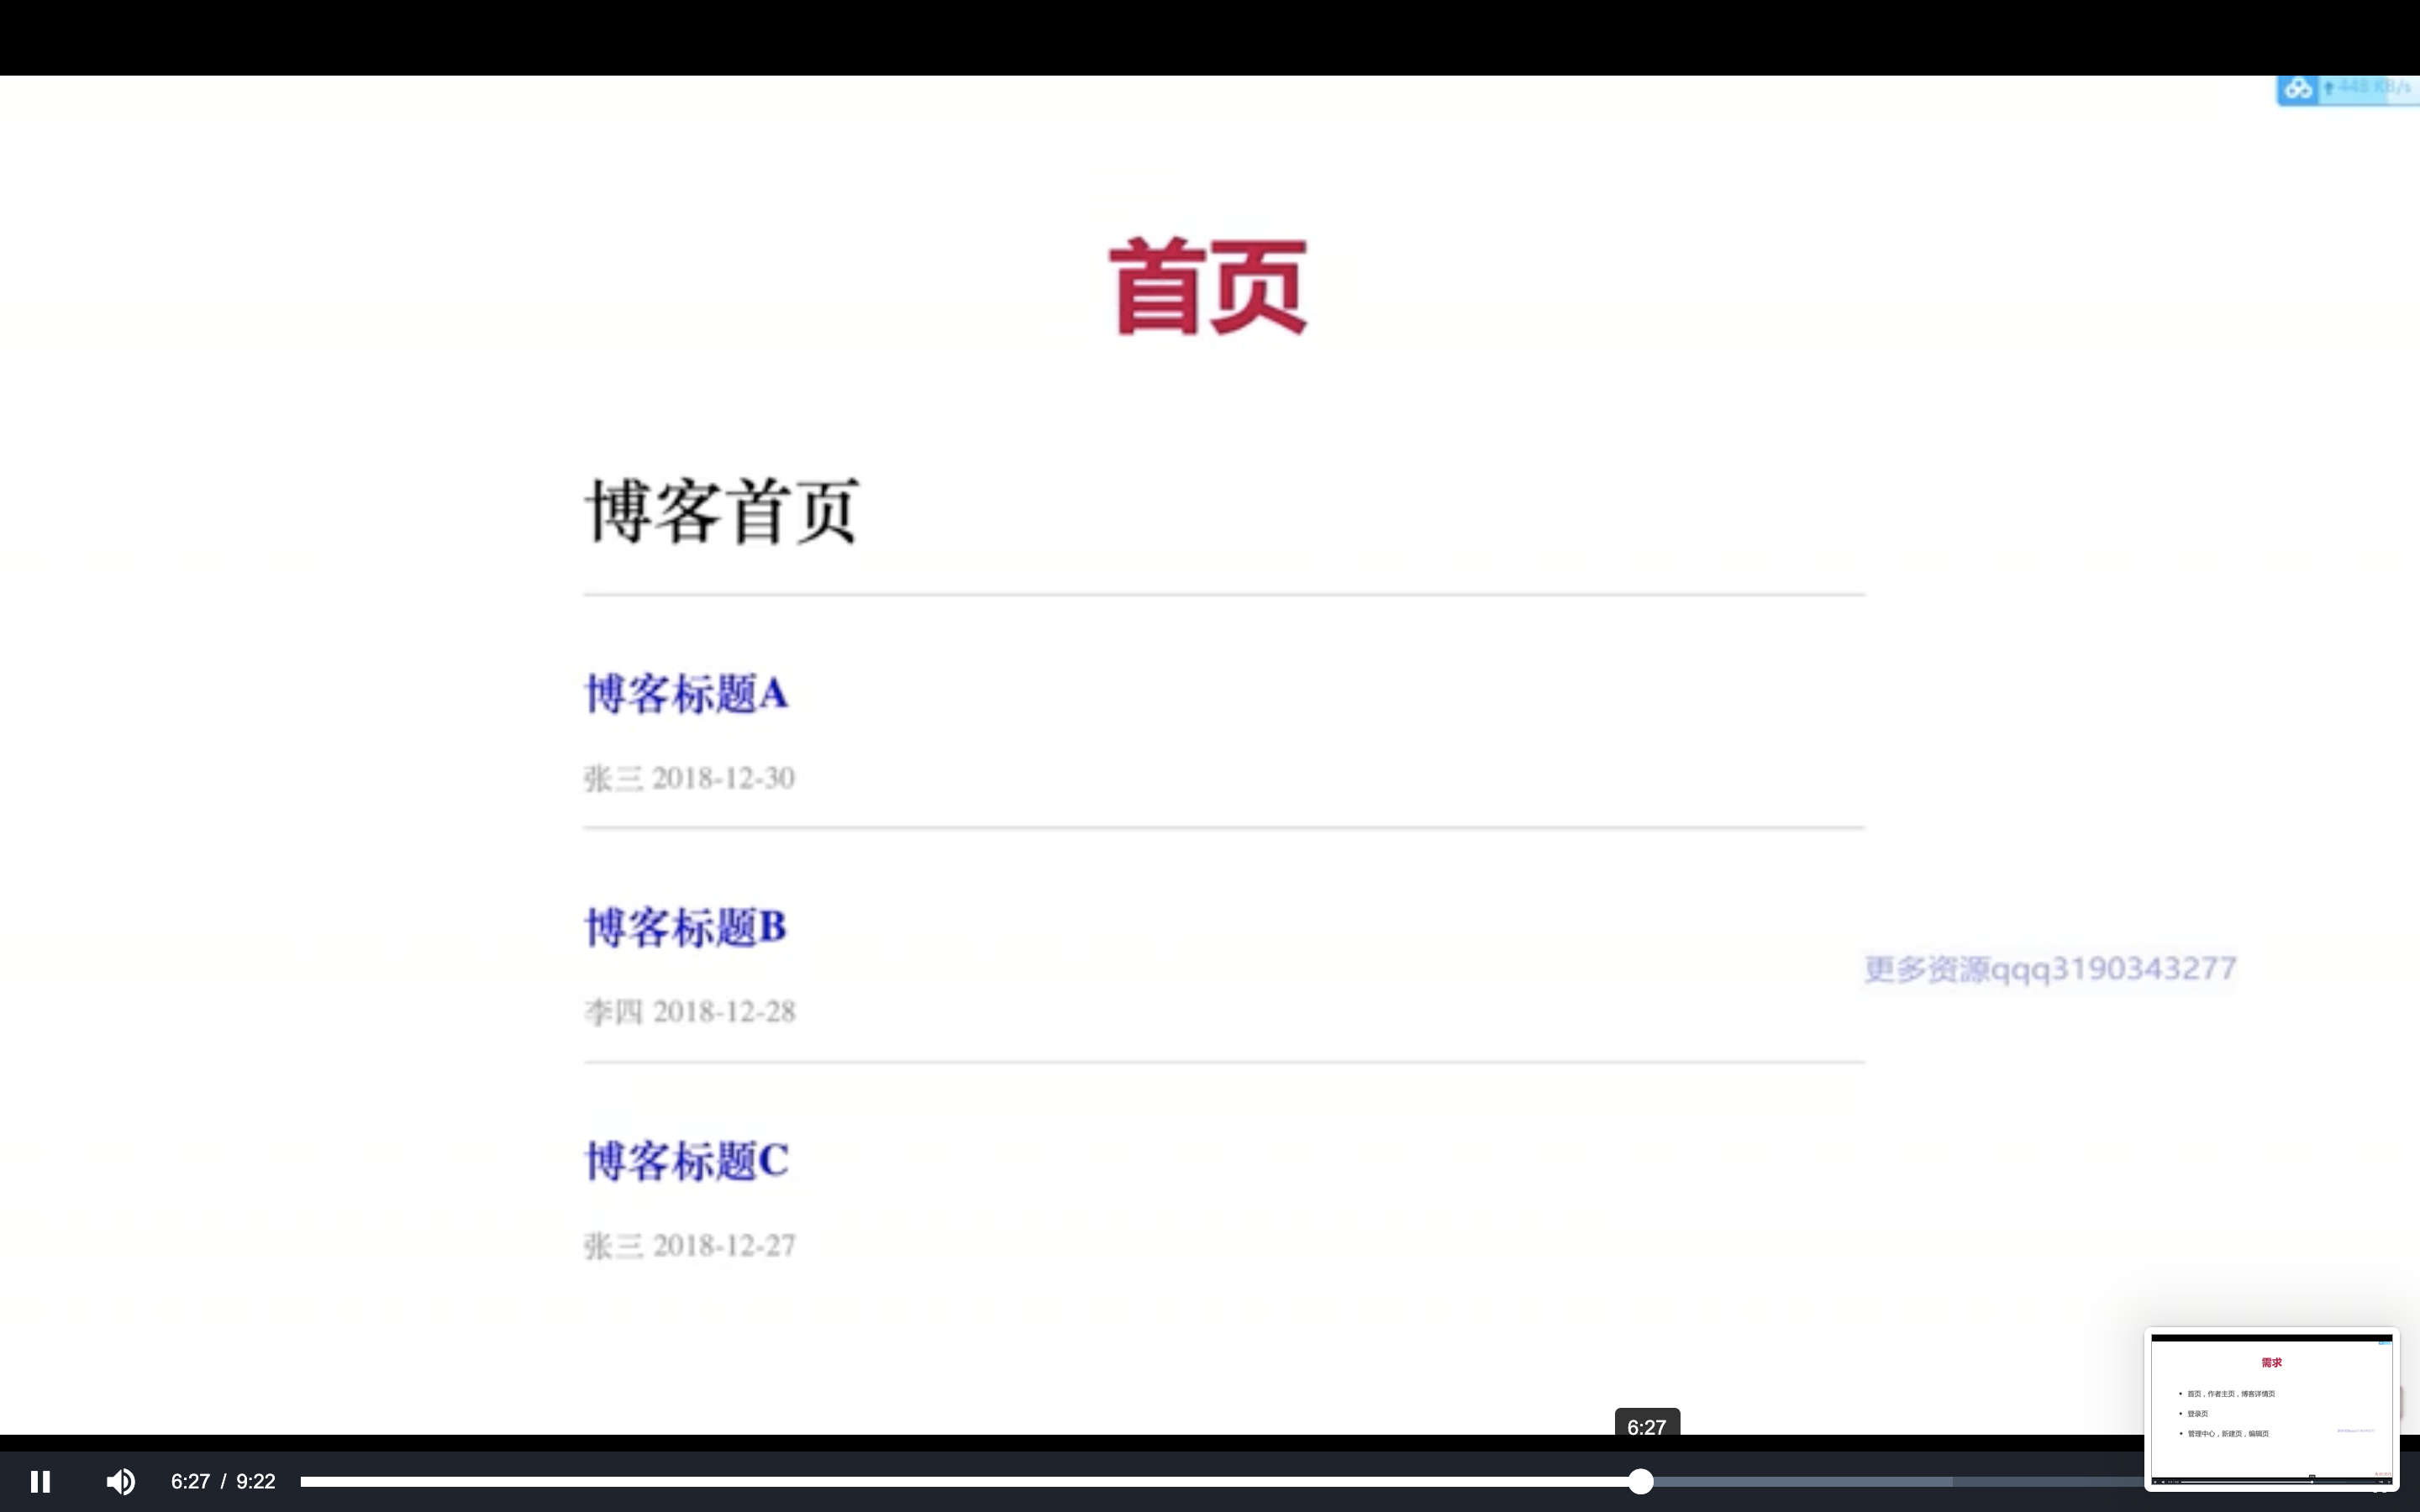 448 KB/s
首页
博客首页
博客标题A
张三 2018-12-30
博客标题B
李四 2018-12-28
更多资源qqq3190343277
博客标题C
张三 2018-12-27
需求
• 首页，作者主页，博客详情页
• 登录页
• 管理中心，新建页，编辑页
6:27
6:27 / 9:22